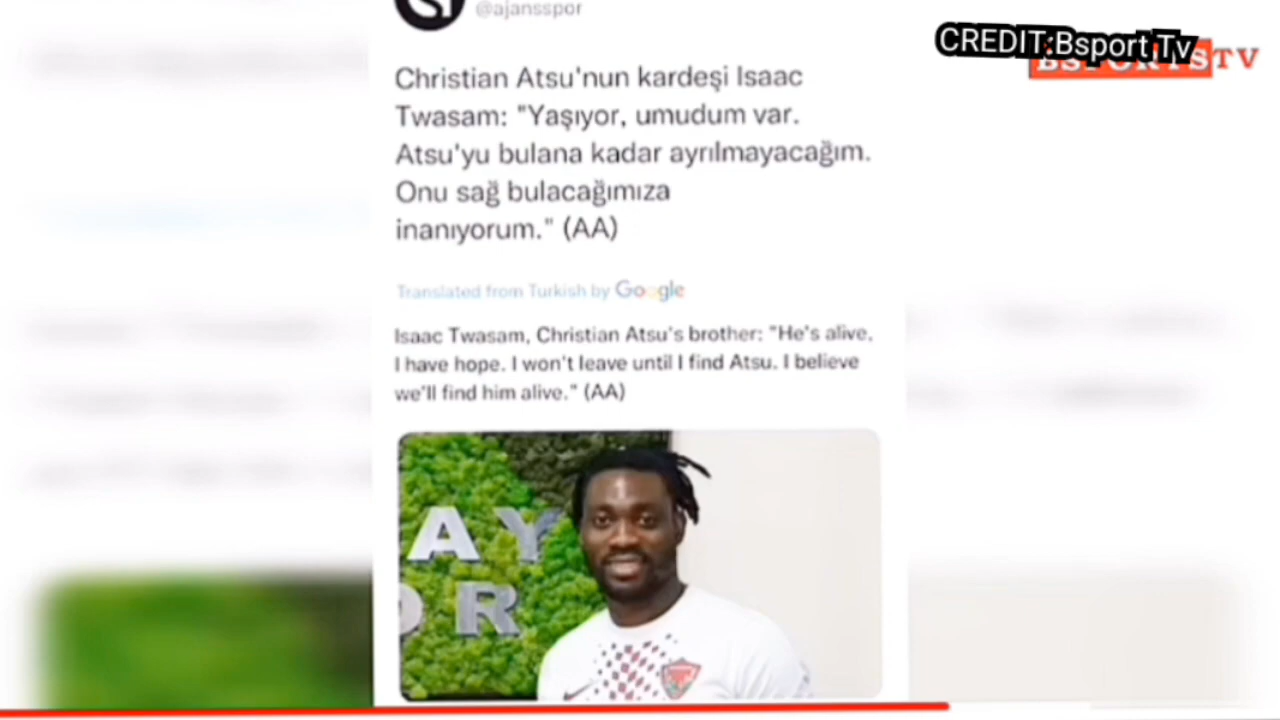 @ajansspor
CREDIT:Bsport Tv
BSPORTSTV
Christian Atsu'nun kardeşi Isaac
Twasam: "Yaşıyor, umudum var.
Atsu'yu bulana kadar ayrılmayacağım.
Onu sağ bulacağımıza
inanıyorum." (AA)
Translated from Turkish by Google
Isaac Twasam, Christian Atsu's brother: "He's alive,
I have hope. I won't leave until I find Atsu. I believe
we'll find him alive." (AA)
AY
OR